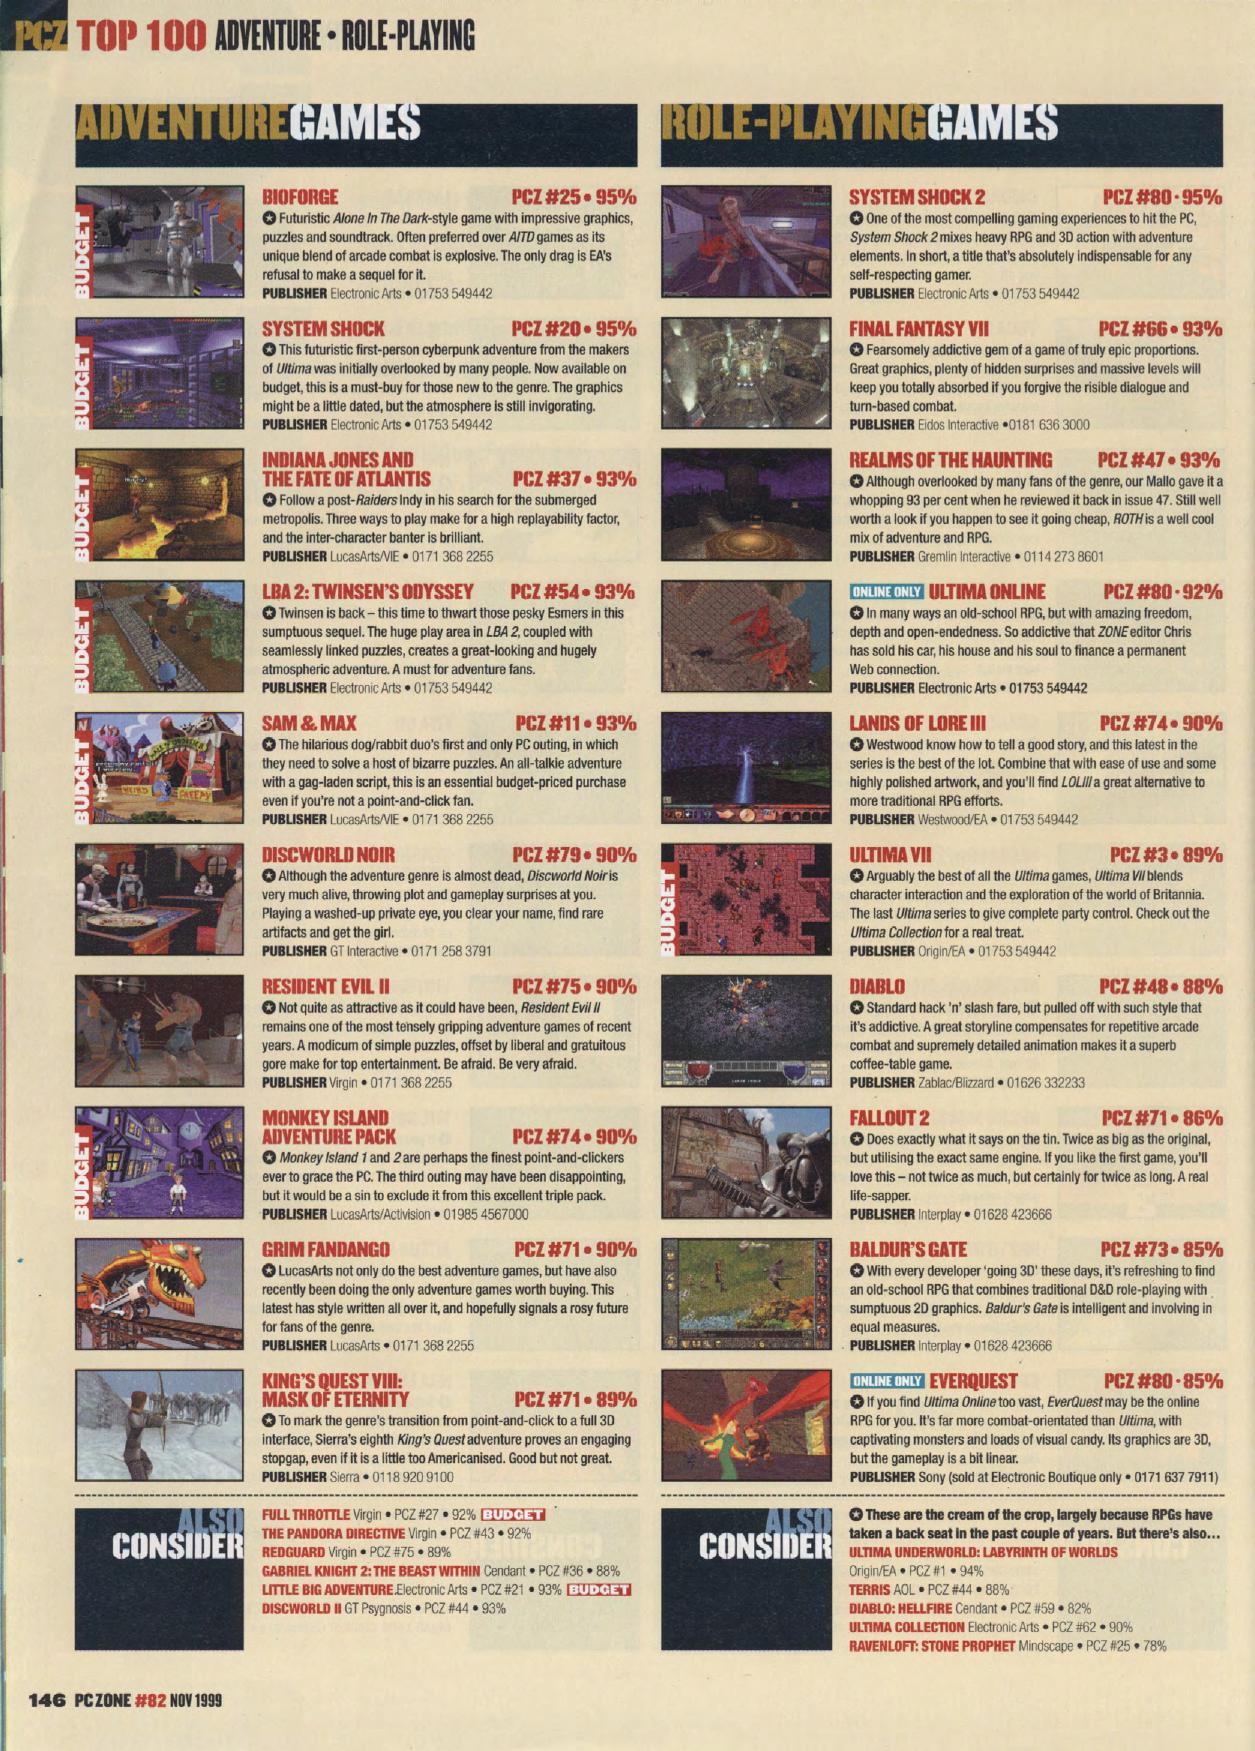 PCZ TOP 100 ADVENTURE • ROLE-PLAYING
ADVENTUREGAMES
BUDGET
BIOFORGE PCZ #25 • 95%
Futuristic Alone In The Dark-style game with impressive graphics,
puzzles and soundtrack. Often preferred over AITD games as its
unique blend of arcade combat is explosive. The only drag is EA's
refusal to make a sequel for it.
PUBLISHER Electronic Arts • 01753 549442
BUDGET
SYSTEM SHOCK PCZ #20 • 95%
This futuristic first-person cyberpunk adventure from the makers
of Ultima was initially overlooked by many people. Now available on
budget, this is a must-buy for those new to the genre. The graphics
might be a little dated, but the atmosphere is still invigorating.
PUBLISHER Electronic Arts • 01753 549442
BUDGET
INDIANA JONES AND
THE FATE OF ATLANTIS PCZ #37 • 93%
Follow a post-Raiders Indy in his search for the submerged
metropolis. Three ways to play make for a high replayability factor,
and the inter-character banter is brilliant.
PUBLISHER LucasArts/VIE • 0171 368 2255
BUDGET
LBA 2: TWINSEN'S ODYSSEY PCZ #54 • 93%
Twinsen is back – this time to thwart those pesky Esmers in this
sumptuous sequel. The huge play area in LBA 2, coupled with
seamlessly linked puzzles, creates a great-looking and hugely
atmospheric adventure. A must for adventure fans.
PUBLISHER Electronic Arts • 01753 549442
BUDGET
SAM & MAX PCZ #11 • 93%
The hilarious dog/rabbit duo's first and only PC outing, in which
they need to solve a host of bizarre puzzles. An all-talkie adventure
with a gag-laden script, this is an essential budget-priced purchase
even if you're not a point-and-click fan.
PUBLISHER LucasArts/VIE • 0171 368 2255
DISCWORLD NOIR PCZ #79 • 90%
Although the adventure genre is almost dead, Discworld Noir is
very much alive, throwing plot and gameplay surprises at you.
Playing a washed-up private eye, you clear your name, find rare
artifacts and get the girl.
PUBLISHER GT Interactive • 0171 258 3791
RESIDENT EVIL II PCZ #75 • 90%
Not quite as attractive as it could have been, Resident Evil II
remains one of the most tensely gripping adventure games of recent
years. A modicum of simple puzzles, offset by liberal and gratuitous
gore make for top entertainment. Be afraid. Be very afraid.
PUBLISHER Virgin • 0171 368 2255
BUDGET
MONKEY ISLAND
ADVENTURE PACK PCZ #74 • 90%
Monkey Island 1 and 2 are perhaps the finest point-and-clickers
ever to grace the PC. The third outing may have been disappointing,
but it would be a sin to exclude it from this excellent triple pack.
PUBLISHER LucasArts/Activision • 01985 4567000
GRIM FANDANGO PCZ #71 • 90%
LucasArts not only do the best adventure games, but have also
recently been doing the only adventure games worth buying. This
latest has style written all over it, and hopefully signals a rosy future
for fans of the genre.
PUBLISHER LucasArts • 0171 368 2255
KING'S QUEST VIII:
MASK OF ETERNITY PCZ #71 • 89%
To mark the genre's transition from point-and-click to a full 3D
interface, Sierra's eighth King's Quest adventure proves an engaging
stopgap, even if it is a little too Americanised. Good but not great.
PUBLISHER Sierra • 0118 920 9100
ALSO
CONSIDER
FULL THROTTLE Virgin • PCZ #27 • 92% BUDGET
THE PANDORA DIRECTIVE Virgin • PCZ #43 • 92%
REDGUARD Virgin • PCZ #75 • 89%
GABRIEL KNIGHT 2: THE BEAST WITHIN Cendant • PCZ #36 • 88%
LITTLE BIG ADVENTURE Electronic Arts • PCZ #21 • 93% BUDGET
DISCWORLD II GT Psygnosis • PCZ #44 • 93%
ROLE-PLAYINGGAMES
SYSTEM SHOCK 2 PCZ #80 • 95%
One of the most compelling gaming experiences to hit the PC,
System Shock 2 mixes heavy RPG and 3D action with adventure
elements. In short, a title that's absolutely indispensable for any
self-respecting gamer.
PUBLISHER Electronic Arts • 01753 549442
FINAL FANTASY VII PCZ #66 • 93%
Fearsomely addictive gem of a game of truly epic proportions.
Great graphics, plenty of hidden surprises and massive levels will
keep you totally absorbed if you forgive the risible dialogue and
turn-based combat.
PUBLISHER Eidos Interactive • 0181 636 3000
REALMS OF THE HAUNTING PCZ #47 • 93%
Although overlooked by many fans of the genre, our Mallo gave it a
whopping 93 per cent when he reviewed it back in issue 47. Still well
worth a look if you happen to see it going cheap, ROTH is a well cool
mix of adventure and RPG.
PUBLISHER Gremlin Interactive • 0114 273 8601
ONLINE ONLY ULTIMA ONLINE PCZ #80 • 92%
In many ways an old-school RPG, but with amazing freedom,
depth and open-endedness. So addictive that ZONE editor Chris
has sold his car, his house and his soul to finance a permanent
Web connection.
PUBLISHER Electronic Arts • 01753 549442
LANDS OF LORE III PCZ #74 • 90%
Westwood know how to tell a good story, and this latest in the
series is the best of the lot. Combine that with ease of use and some
highly polished artwork, and you'll find LOLIII a great alternative to
more traditional RPG efforts.
PUBLISHER Westwood/EA • 01753 549442
BUDGET
ULTIMA VII PCZ #3 • 89%
Arguably the best of all the Ultima games, Ultima VII blends
character interaction and the exploration of the world of Britannia.
The last Ultima series to give complete party control. Check out the
Ultima Collection for a real treat.
PUBLISHER Origin/EA • 01753 549442
DIABLO PCZ #48 • 88%
Standard hack 'n' slash fare, but pulled off with such style that
it's addictive. A great storyline compensates for repetitive arcade
combat and supremely detailed animation makes it a superb
coffee-table game.
PUBLISHER Zablac/Blizzard • 01626 332233
FALLOUT 2 PCZ #71 • 86%
Does exactly what it says on the tin. Twice as big as the original,
but utilising the exact same engine. If you like the first game, you'll
love this – not twice as much, but certainly for twice as long. A real
life-sapper.
PUBLISHER Interplay • 01628 423666
BALDUR'S GATE PCZ #73 • 85%
With every developer 'going 3D' these days, it's refreshing to find
an old-school RPG that combines traditional D&D role-playing with
sumptuous 2D graphics. Baldur's Gate is intelligent and involving in
equal measures.
PUBLISHER Interplay • 01628 423666
ONLINE ONLY EVERQUEST PCZ #80 • 85%
If you find Ultima Online too vast, EverQuest may be the online
RPG for you. It's far more combat-orientated than Ultima, with
captivating monsters and loads of visual candy. Its graphics are 3D,
but the gameplay is a bit linear.
PUBLISHER Sony (sold at Electronic Boutique only • 0171 637 7911)
ALSO
CONSIDER
These are the cream of the crop, largely because RPGs have
taken a back seat in the past couple of years. But there's also...
ULTIMA UNDERWORLD: LABYRINTH OF WORLDS
Origin/EA • PCZ #1 • 94%
TERRIS AOL • PCZ #44 • 88%
DIABLO: HELLFIRE Cendant • PCZ #59 • 82%
ULTIMA COLLECTION Electronic Arts • PCZ #62 • 90%
RAVENLOFT: STONE PROPHET Mindscape • PCZ #25 • 78%
146 PC ZONE #82 NOV 1999